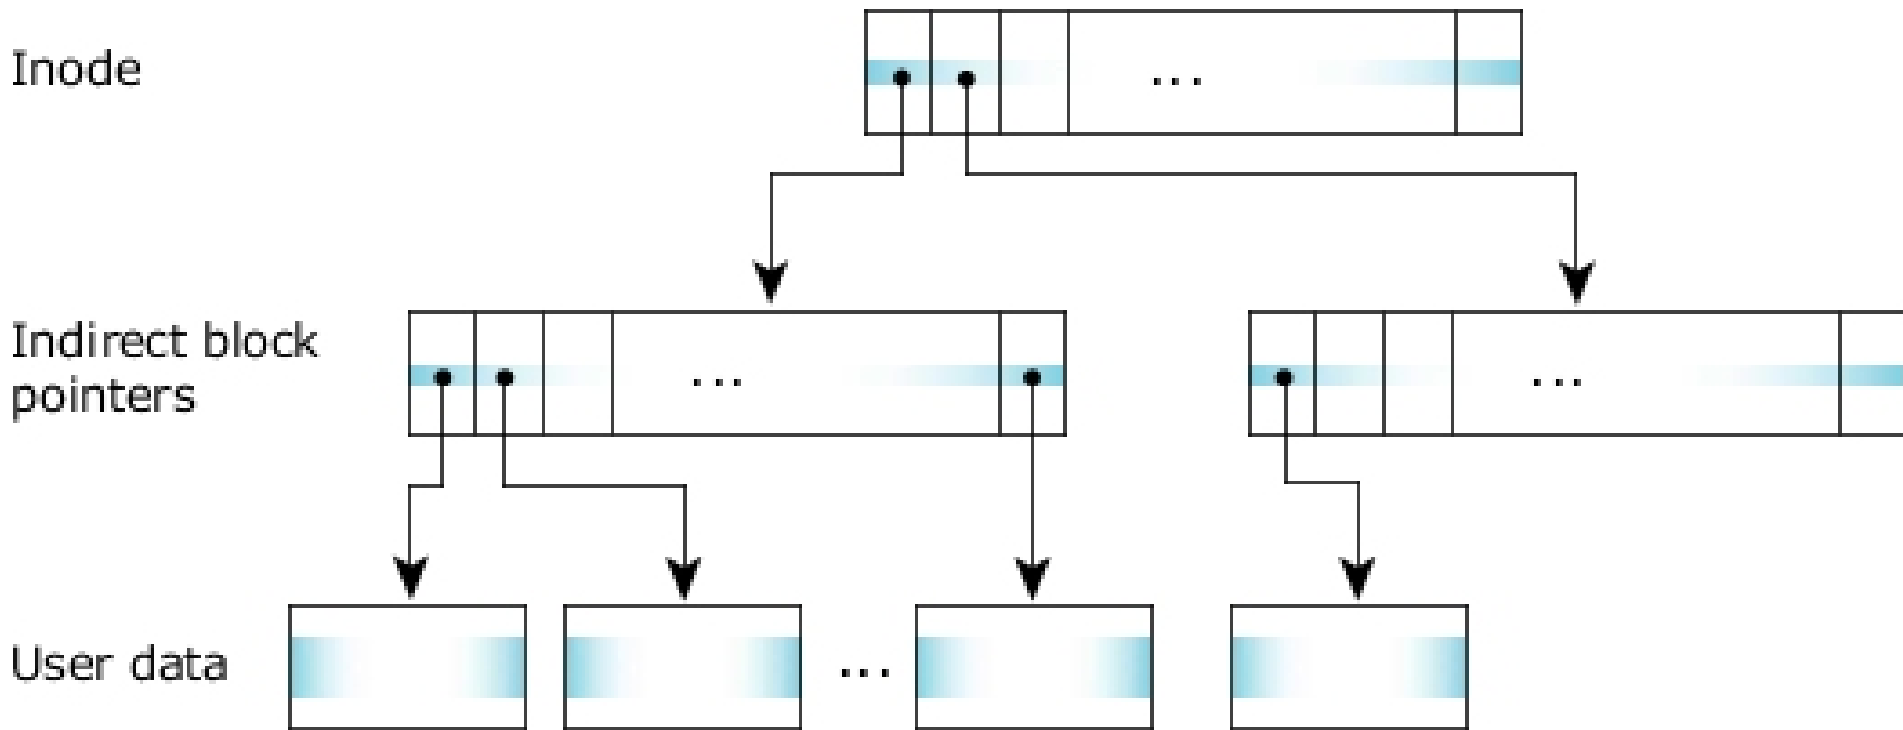 Inode
...
Indirect block
pointers
...
...
User data
...